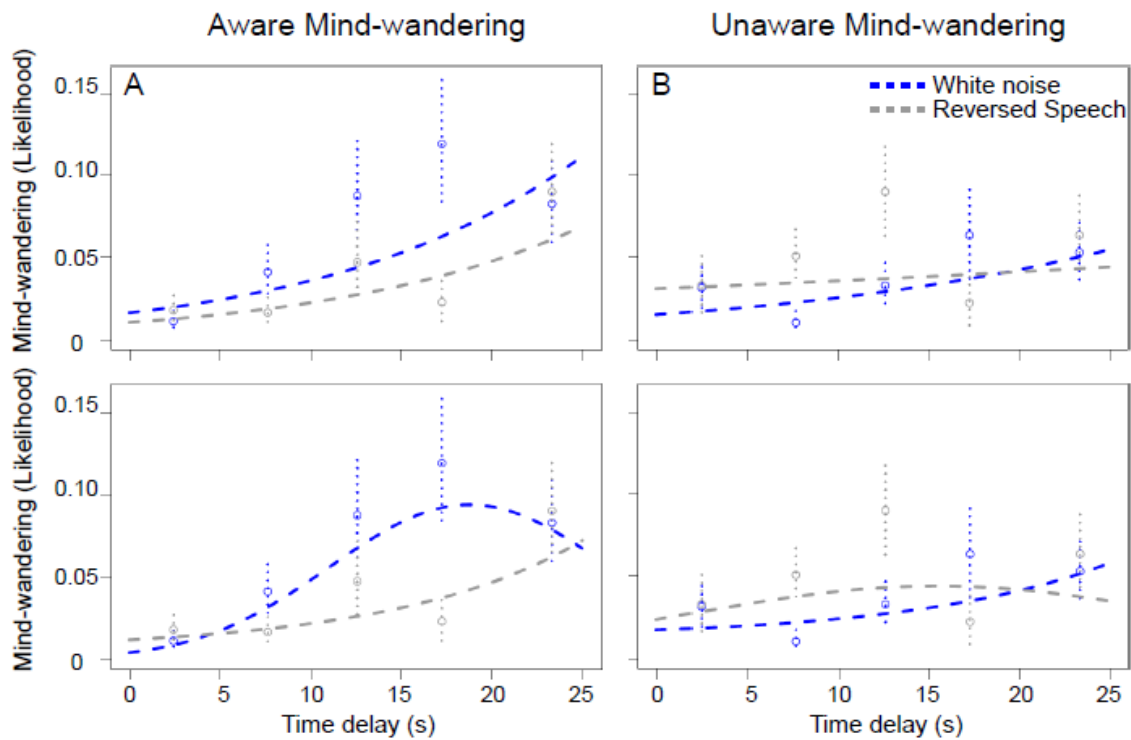 Aware Mind-wandering
Unaware Mind-wandering
A
B
White noise
Reversed Speech
Mind-wandering (Likelihood)
0.15
0.10
0.05
0
Mind-wandering (Likelihood)
0.15
0.10
0.05
0
0 5 10 15 20 25
0 5 10 15 20 25
Time delay (s)
Time delay (s)